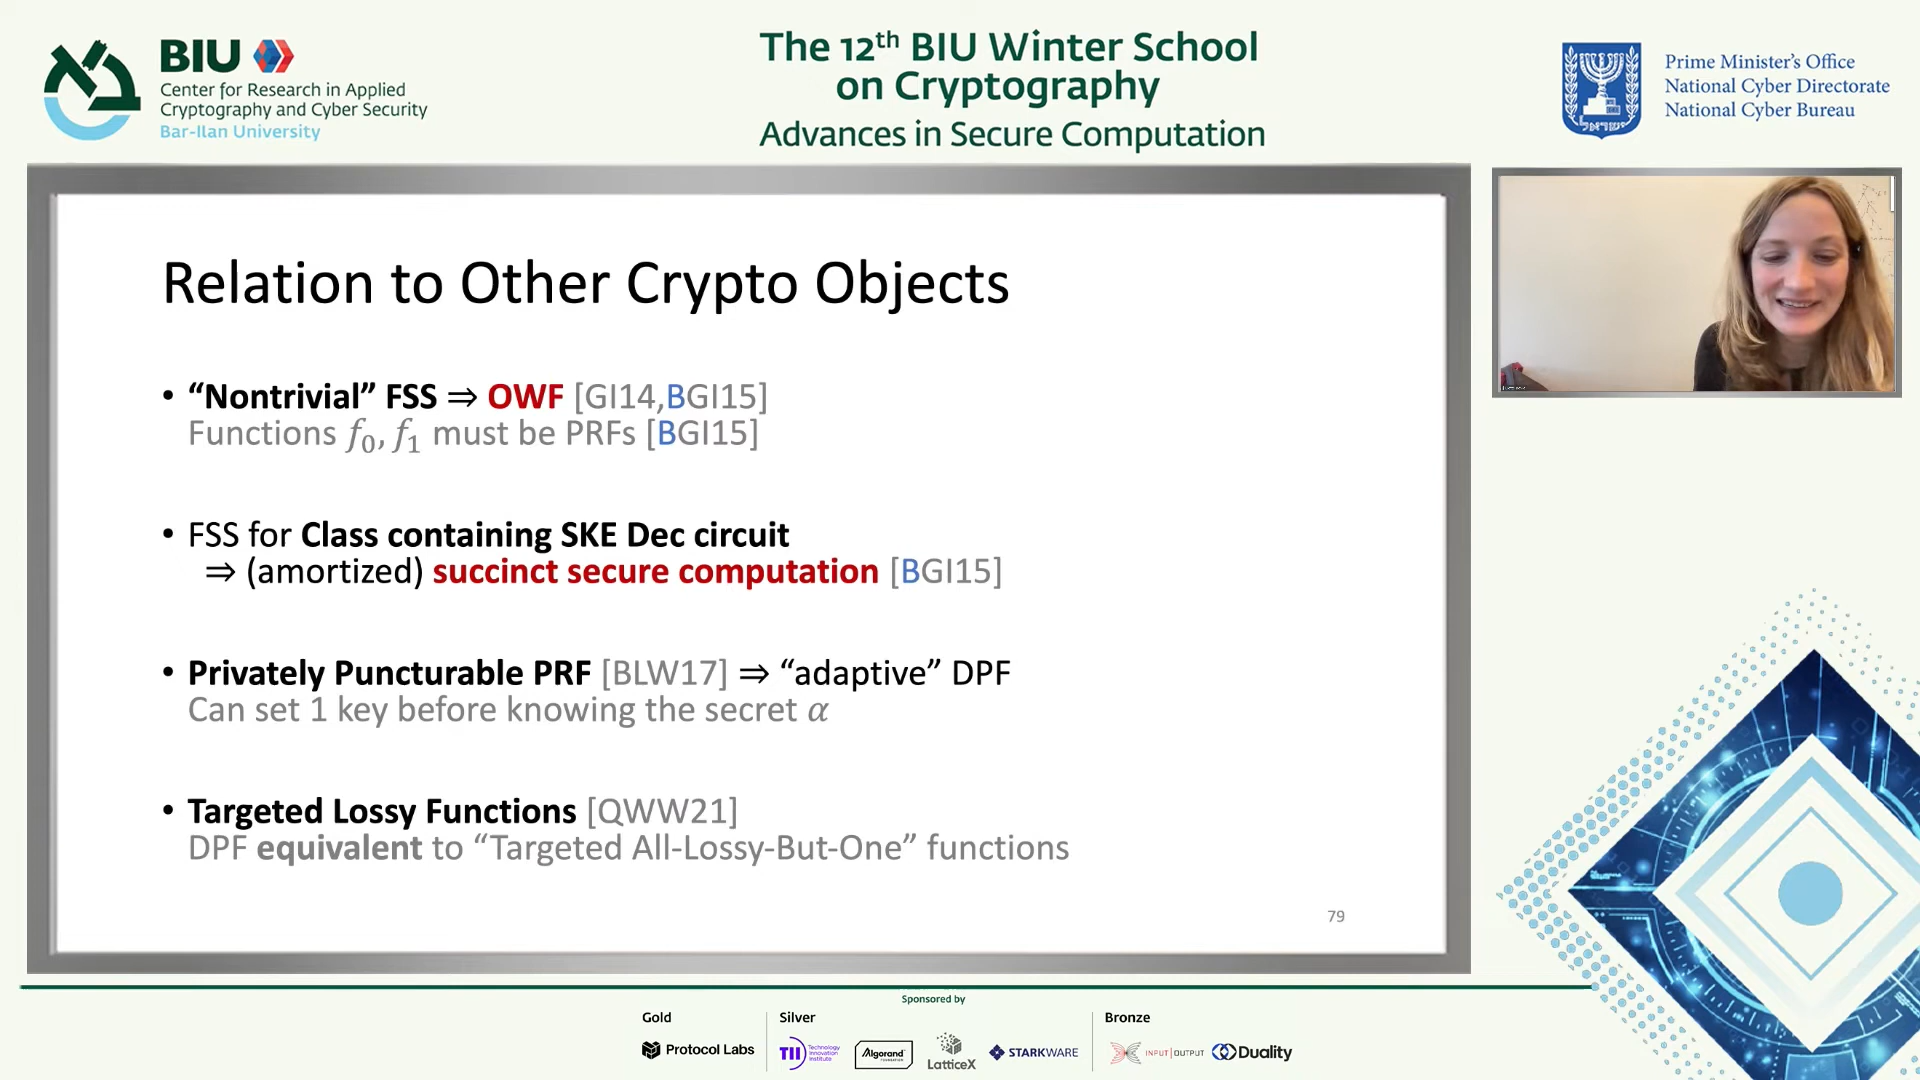 BIU
Center for Research in Applied
Cryptography and Cyber Security
Bar-Ilan University
The 12th BIU Winter School
on Cryptography
Advances in Secure Computation
Prime Minister's Office
National Cyber Directorate
National Cyber Bureau
Relation to Other Crypto Objects
• “Nontrivial” FSS ⇒ OWF [GI14,BGI15]
Functions f₀, f₁ must be PRFs [BGI15]
• FSS for Class containing SKE Dec circuit
⇒ (amortized) succinct secure computation [BGI15]
• Privately Puncturable PRF [BLW17] ⇒ “adaptive” DPF
Can set 1 key before knowing the secret α
• Targeted Lossy Functions [QWW21]
DPF equivalent to “Targeted All-Lossy-But-One” functions
79
Sponsored by
Gold
Protocol Labs
Silver
TII Technology
Innovation
Institute
Algorand
LatticeX
STARKWARE
Bronze
INPUT|OUTPUT
Duality